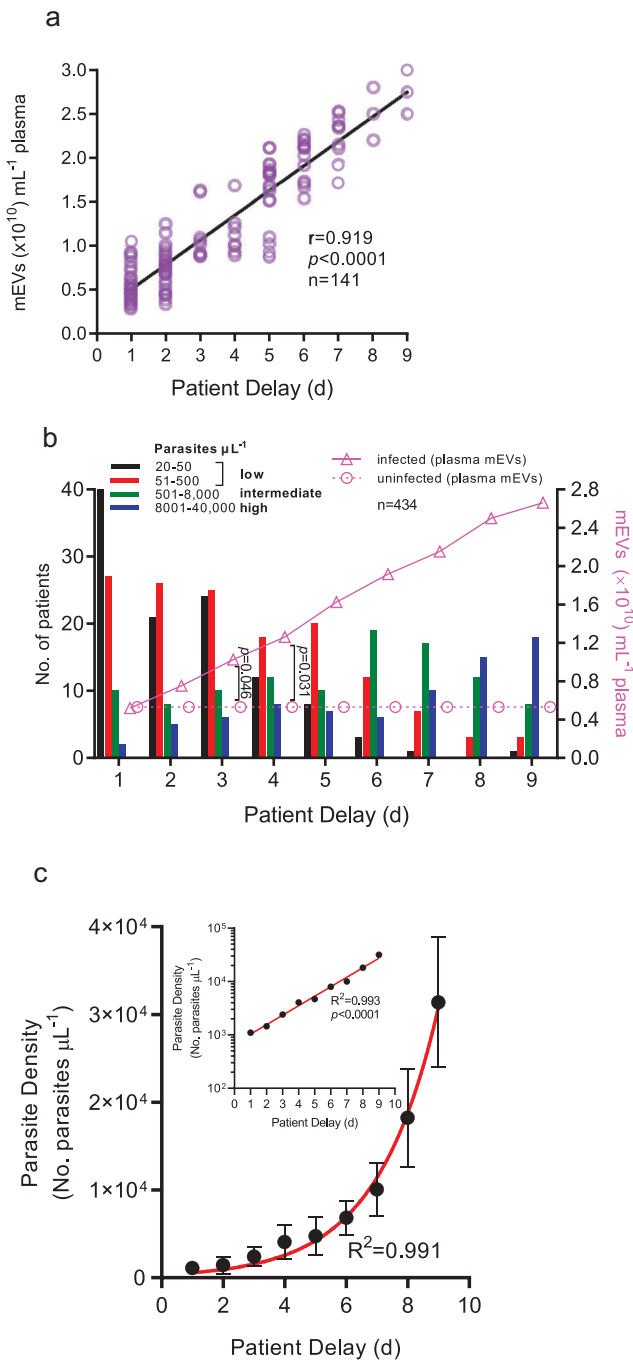 a
3.0
2.5
2.0
1.5
1.0
0.5
0.0
mEVs (x10¹⁰) mL⁻¹ plasma
r=0.919
p<0.0001
n=141
0 1 2 3 4 5 6 7 8 9
Patient Delay (d)
b
Parasites µL⁻¹
20-50
51-500
low
501-8,000 intermediate
8001-40,000 high
infected (plasma mEVs)
uninfected (plasma mEVs)
n=434
40
30
20
10
0
No. of patients
p=0.046
p=0.031
2.8
2.4
2.0
1.6
1.2
0.8
0.4
0.0
mEVs (×10¹⁰) mL⁻¹ plasma
1 2 3 4 5 6 7 8 9
Patient Delay (d)
c
4×10⁴
3×10⁴
2×10⁴
1×10⁴
0
Parasite Density
(No. parasites µL⁻¹)
10⁵
10⁴
10³
10²
Parasite Density
(No. parasites µL⁻¹)
R²=0.993
p<0.0001
0 1 2 3 4 5 6 7 8 9 10
Patient Delay (d)
R²=0.991
0 2 4 6 8 10
Patient Delay (d)